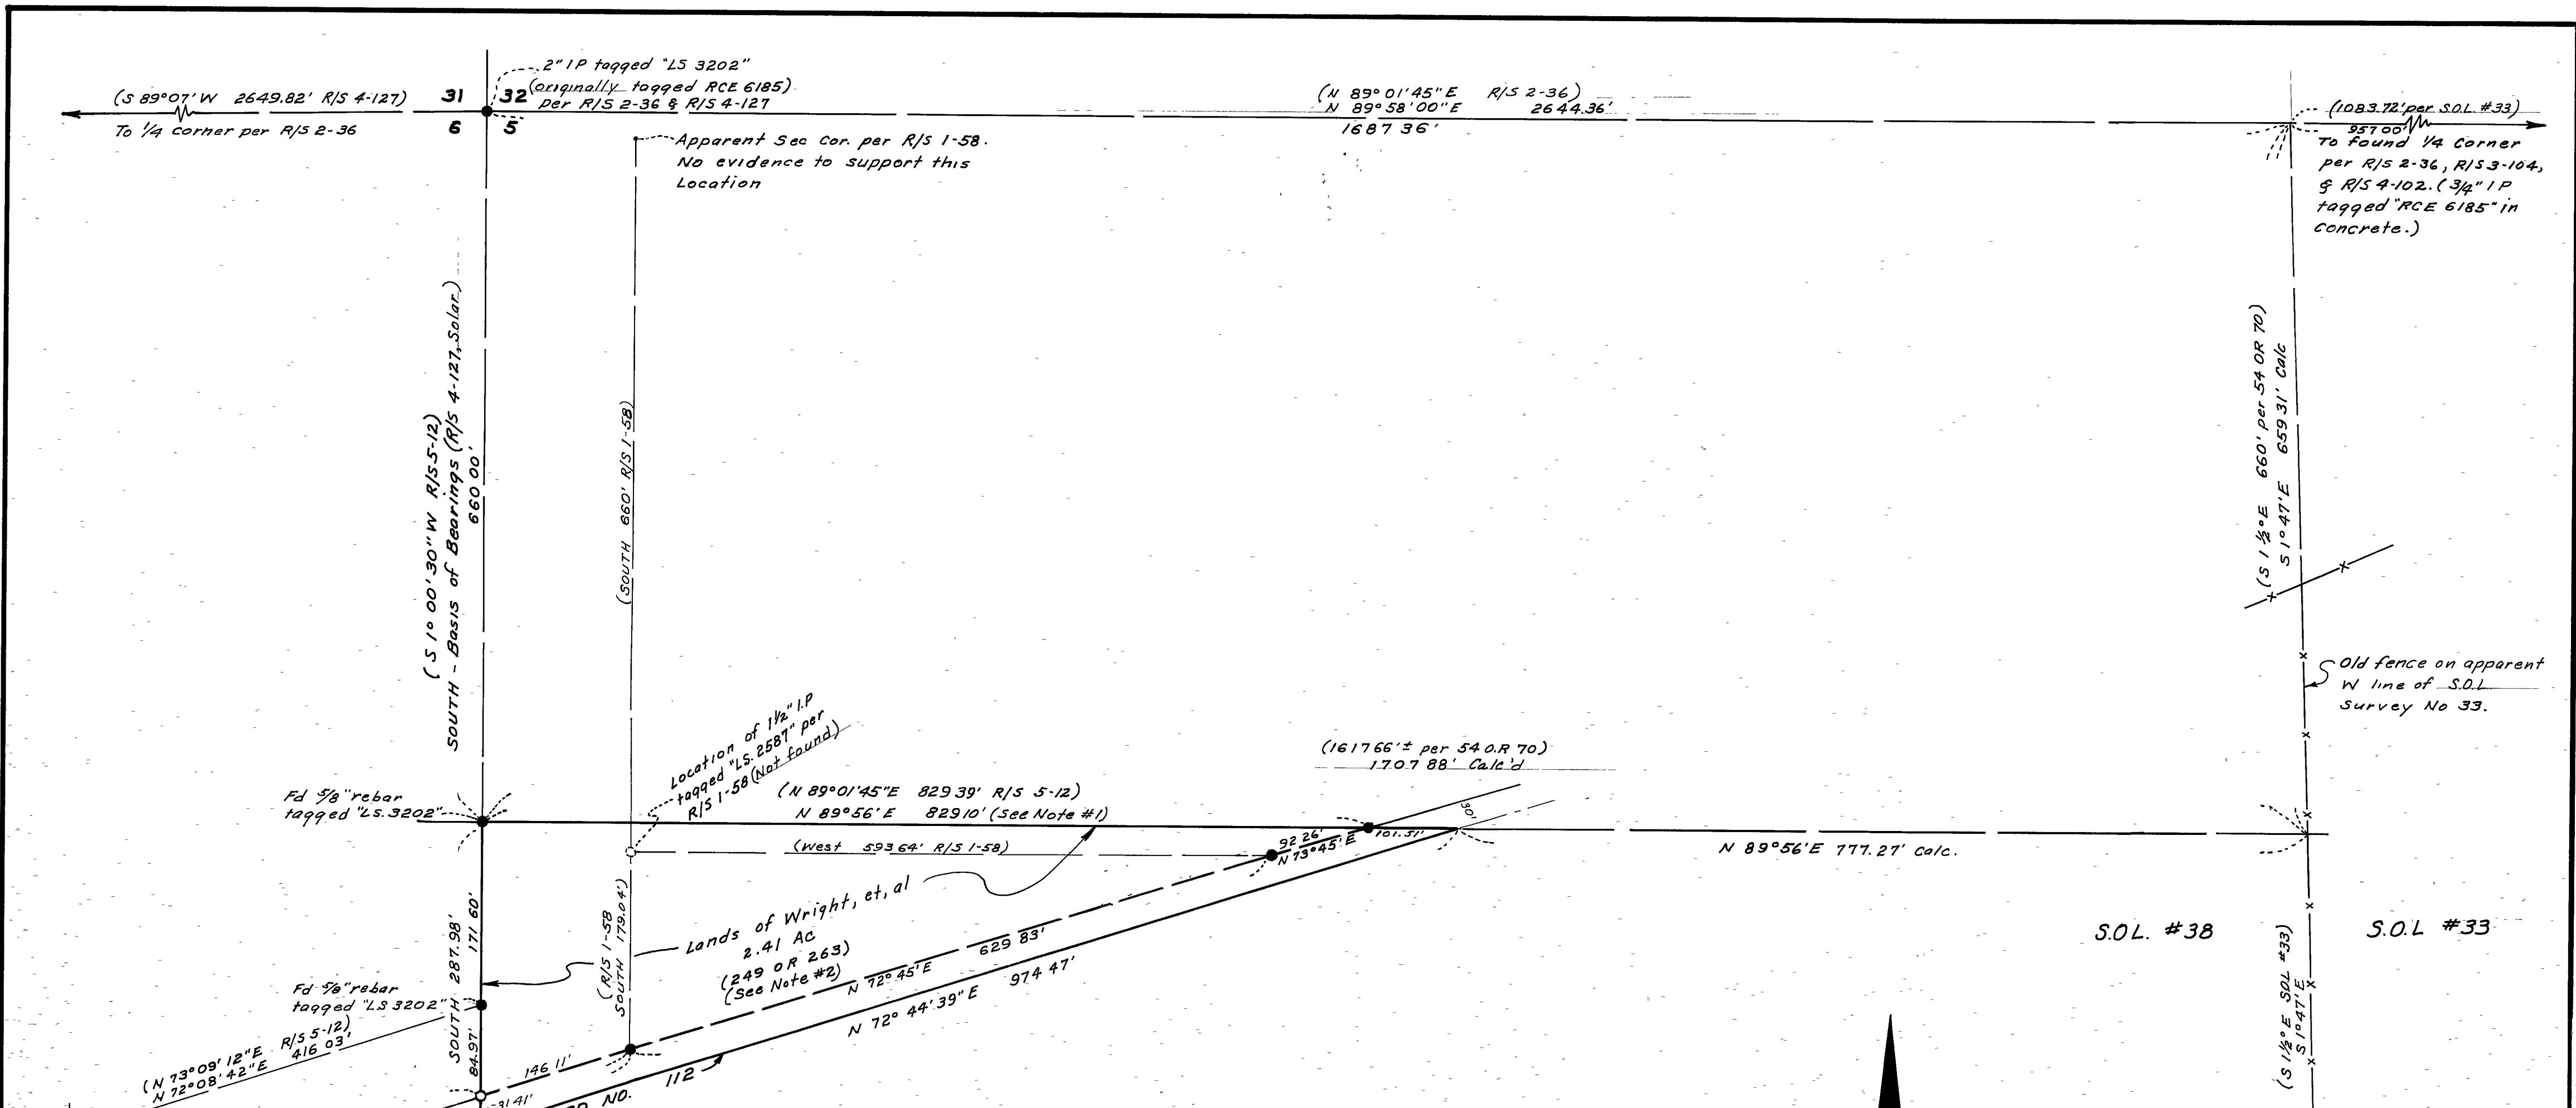 (S 89°07'W 2649.82' R/S 4-127)
To 1/4 corner per R/S 2-36
31
32
6
5
2" I P tagged "LS 3202"
(originally tagged RCE 6185)
per R/S 2-36 & R/S 4-127
Apparent Sec Cor. per R/S 1-58.
No evidence to support this
Location
(N 89°01'45"E R/S 2-36)
N 89°58'00"E 2644.36'
1687 36'
(1083.72' per S.O.L. #33)
957 00'
To found 1/4 Corner
per R/S 2-36, R/S 3-104,
& R/S 4-102. (3/4" I P
tagged "RCE 6185" in
concrete.)
(S 1° 00' 30" W R/S 5-12)
SOUTH - Basis of Bearings (R/S 4-127, Solar)
660 00'
(SOUTH 660' R/S 1-58)
(S 1 1/2° E 660' per 54 OR 70)
S 1° 47' E 659 31' Calc
Old fence on apparent
W line of S.O.L
Survey No 33.
Location of 1 1/2" I.P
tagged "LS. 2587" per
R/S 1-58 (Not found)
(1617 66'± per 54 O.R 70)
1707 88' Calc'd
Fd 5/8" rebar
tagged "LS. 3202"
(N 89°01'45"E 829 39' R/S 5-12)
N 89°56'E 829 10' (See Note #1)
30'
92 26'
N 73°45'E
101.51'
(West 593 64' R/S 1-58)
N 89°56'E 777.27' Calc.
Lands of Wright, et, al
2.41 Ac
(249 OR 263)
(See Note #2)
SOUTH 287.98'
171 60'
84.97'
(R/S 1-58
SOUTH 179.04')
N 72°45'E 629 83'
N 72° 44' 39" E 974 47'
S.O.L. #38
S.O.L #33
(S 1 1/2° E SOL #33)
S 1° 47' E
Fd 5/8" rebar
tagged "LS 3202"
(N 73°09'12"E R/S 5-12)
N 72°08'42"E 416 03'
146 11'
31 41'
NO. 112